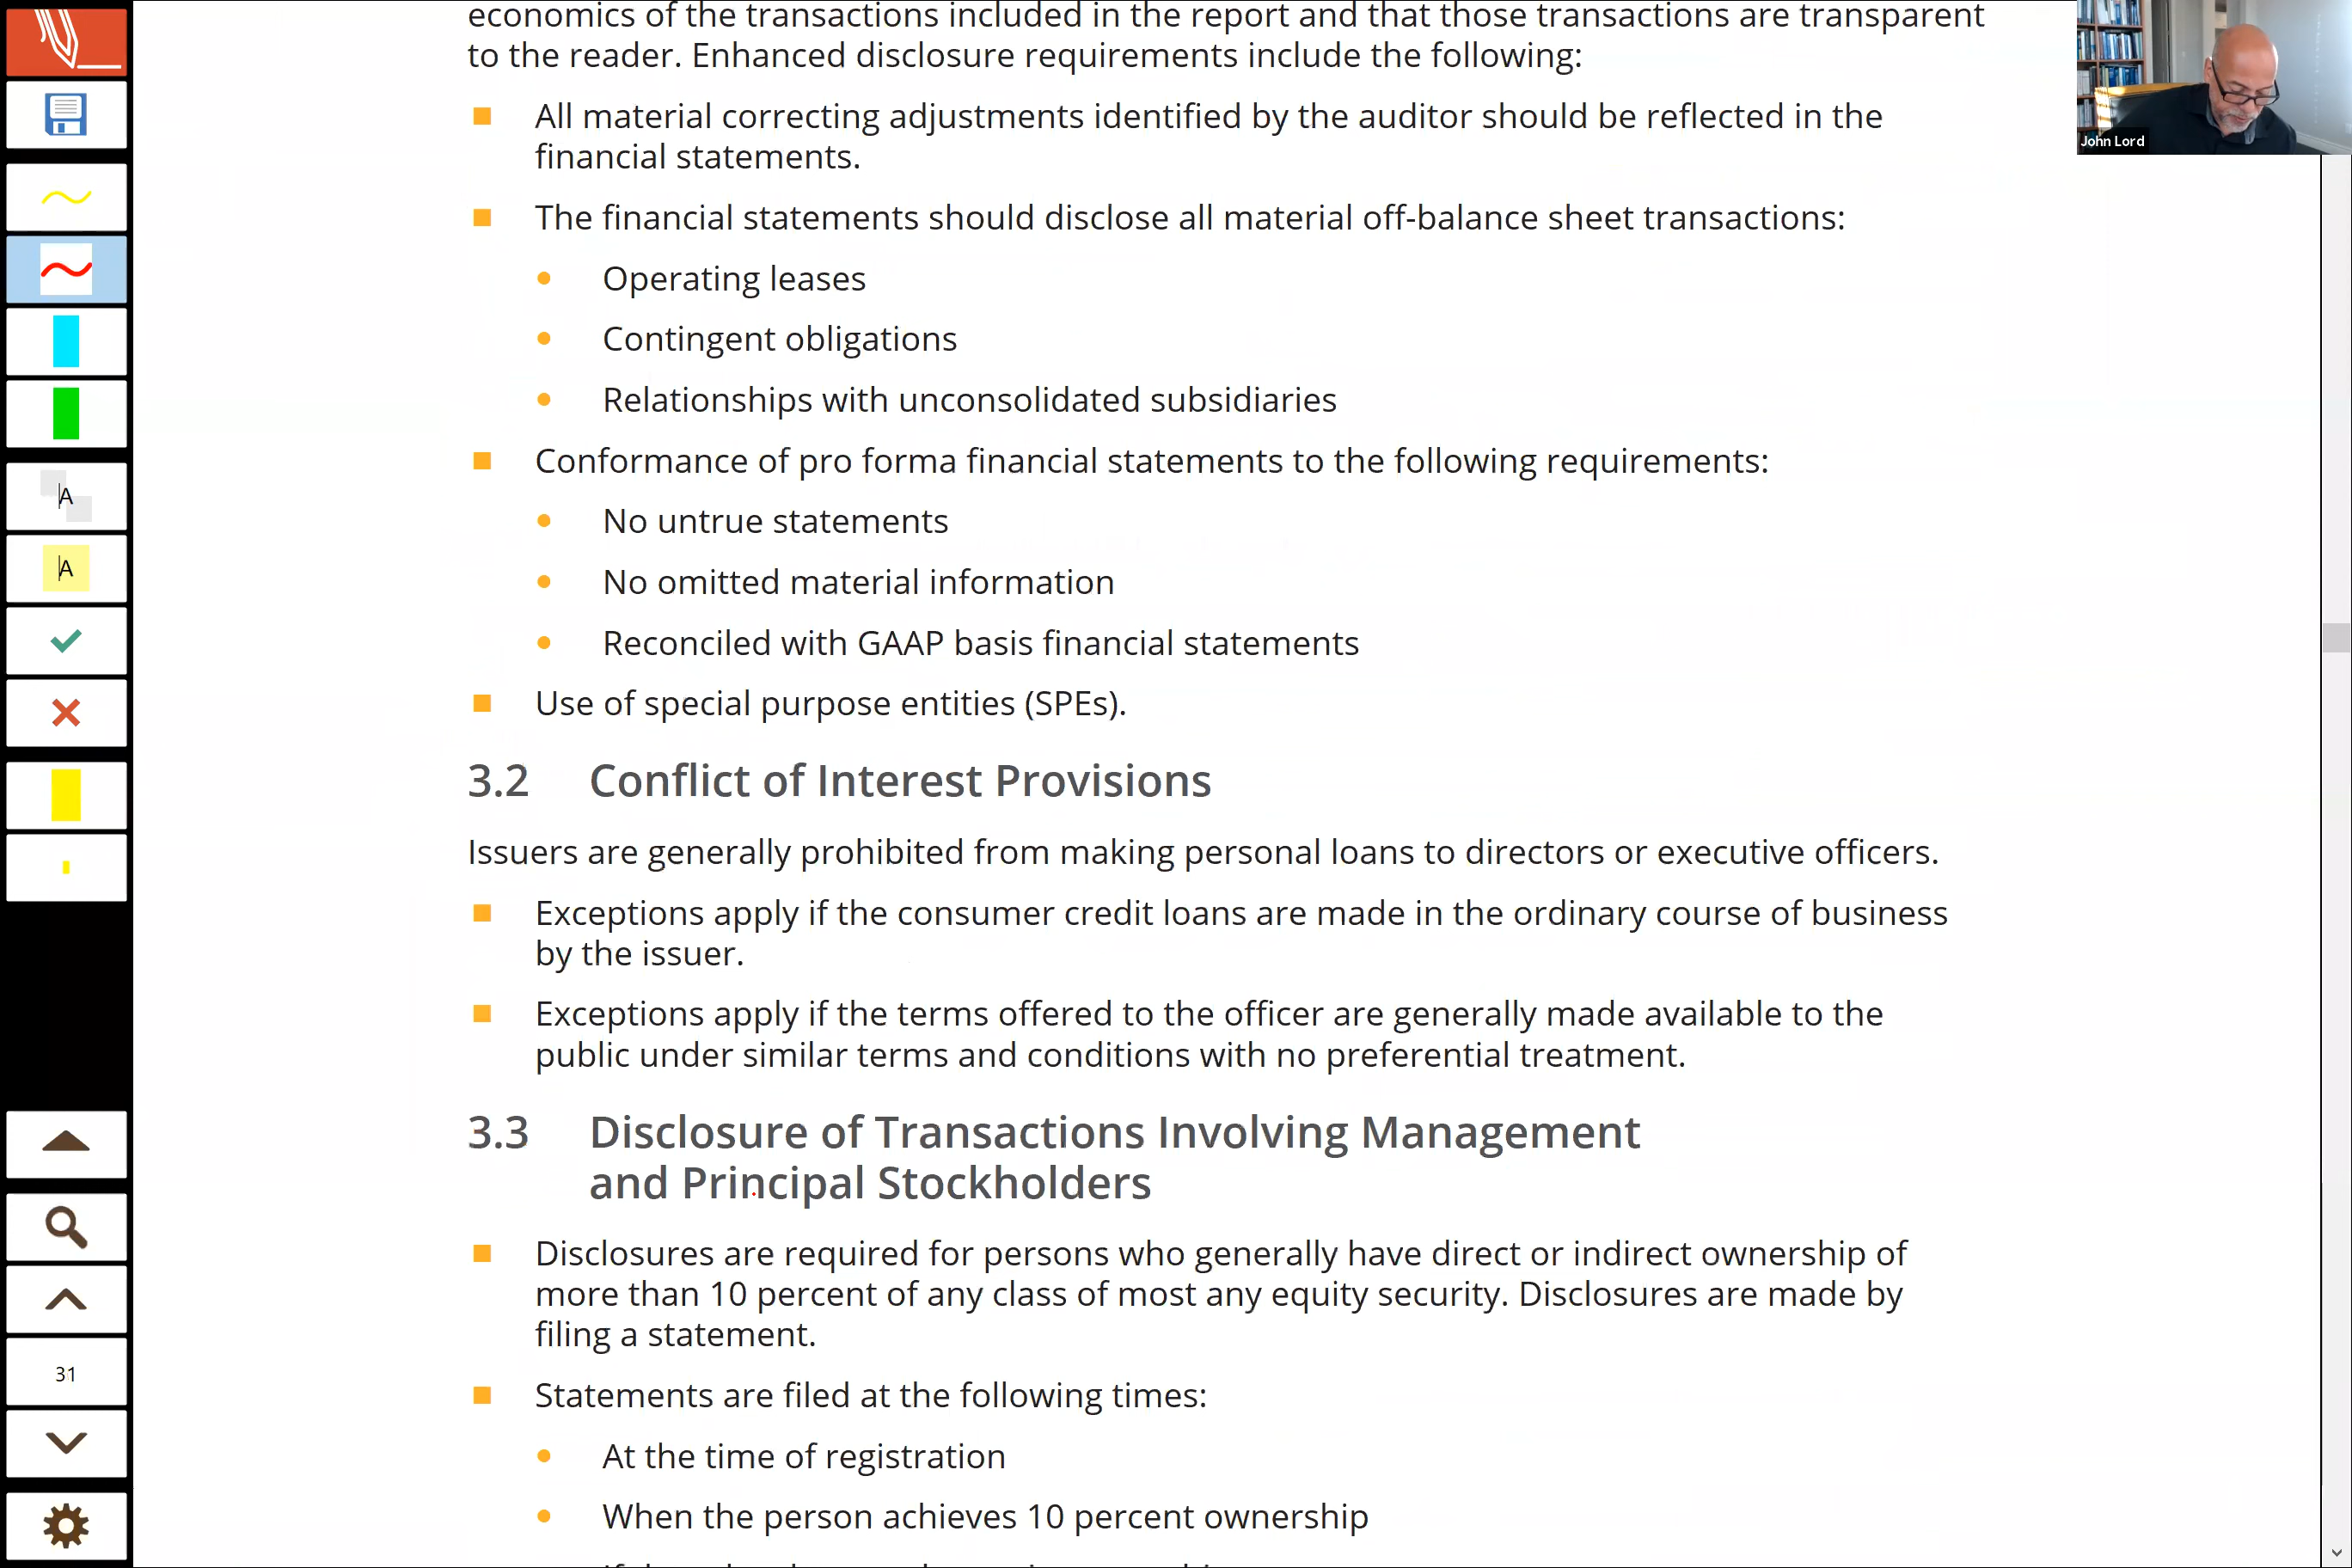 economics of the transactions included in the report and that those transactions are transparent
to the reader. Enhanced disclosure requirements include the following:
All material correcting adjustments identified by the auditor should be reflected in the
financial statements.
The financial statements should disclose all material off-balance sheet transactions:
Operating leases
Contingent obligations
Relationships with unconsolidated subsidiaries
Conformance of pro forma financial statements to the following requirements:
No untrue statements
No omitted material information
Reconciled with GAAP basis financial statements
Use of special purpose entities (SPEs).
3.2 Conflict of Interest Provisions
Issuers are generally prohibited from making personal loans to directors or executive officers.
Exceptions apply if the consumer credit loans are made in the ordinary course of business
by the issuer.
Exceptions apply if the terms offered to the officer are generally made available to the
public under similar terms and conditions with no preferential treatment.
3.3 Disclosure of Transactions Involving Management
and Principal Stockholders
Disclosures are required for persons who generally have direct or indirect ownership of
more than 10 percent of any class of most any equity security. Disclosures are made by
filing a statement.
Statements are filed at the following times:
At the time of registration
When the person achieves 10 percent ownership
John Lord
A
A
31